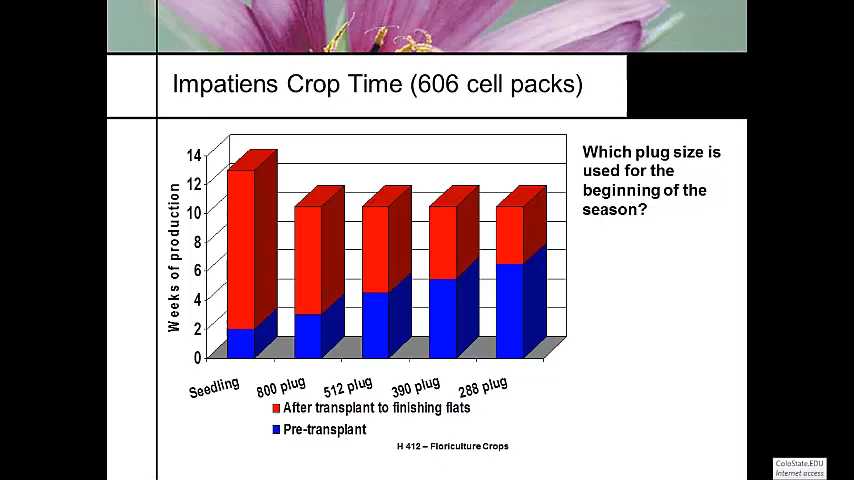 Impatiens Crop Time (606 cell packs)
Which plug size is
used for the
beginning of the
season?
Weeks of production
14
12
10
8
6
4
2
0
Seedling
800 plug
512 plug
390 plug
288 plug
After transplant to finishing flats
Pre-transplant
H 412 – Floriculture Crops
ColoState.EDU
Internet access